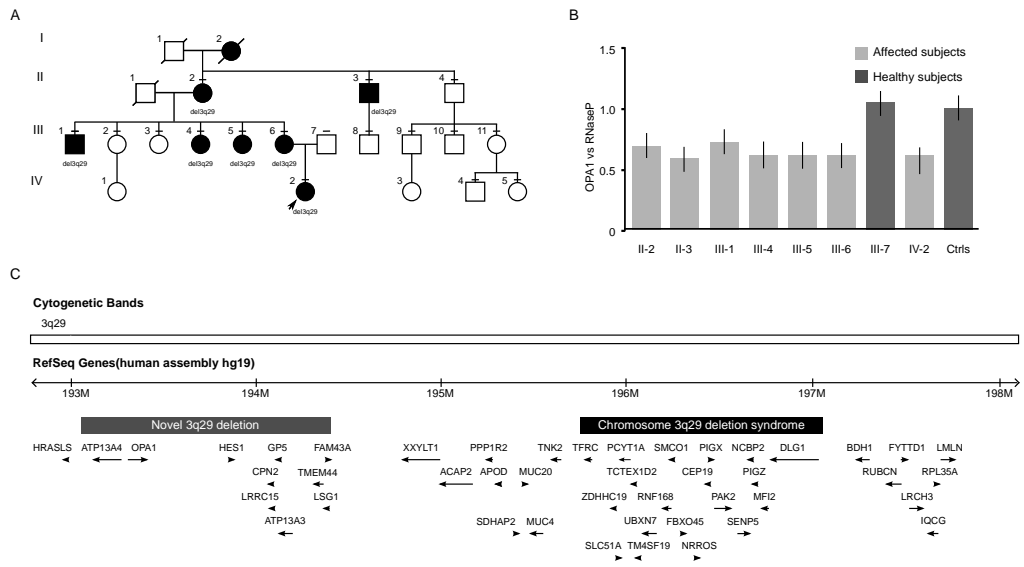 A
I
1 2
II
1 2 3 4
del3q29 del3q29
III
1 2 3 4 5 6 7 8 9 10 11
del3q29 del3q29 del3q29 del3q29
IV
1 2 3 4 5
del3q29
B
1.5
1.0
0.5
0
OPA1 vs RNaseP
Affected subjects
Healthy subjects
II-2 II-3 III-1 III-4 III-5 III-6 III-7 IV-2 Ctrls
C
Cytogenetic Bands
3q29
RefSeq Genes(human assembly hg19)
193M 194M 195M 196M 197M 198M
Novel 3q29 deletion Chromosome 3q29 deletion syndrome
HRASLS ATP13A4 OPA1 HES1 GP5 FAM43A XXYLT1 PPP1R2 TNK2 TFRC PCYT1A SMCO1 PIGX NCBP2 DLG1 BDH1 FYTTD1 LMLN
CPN2 TMEM44 ACAP2 APOD MUC20 TCTEX1D2 CEP19 PIGZ RUBCN RPL35A
LRRC15 LSG1 ZDHHC19 RNF168 PAK2 MFI2 LRCH3
ATP13A3 SDHAP2 MUC4 UBXN7 FBXO45 SENP5 IQCG
SLC51A TM4SF19 NRROS